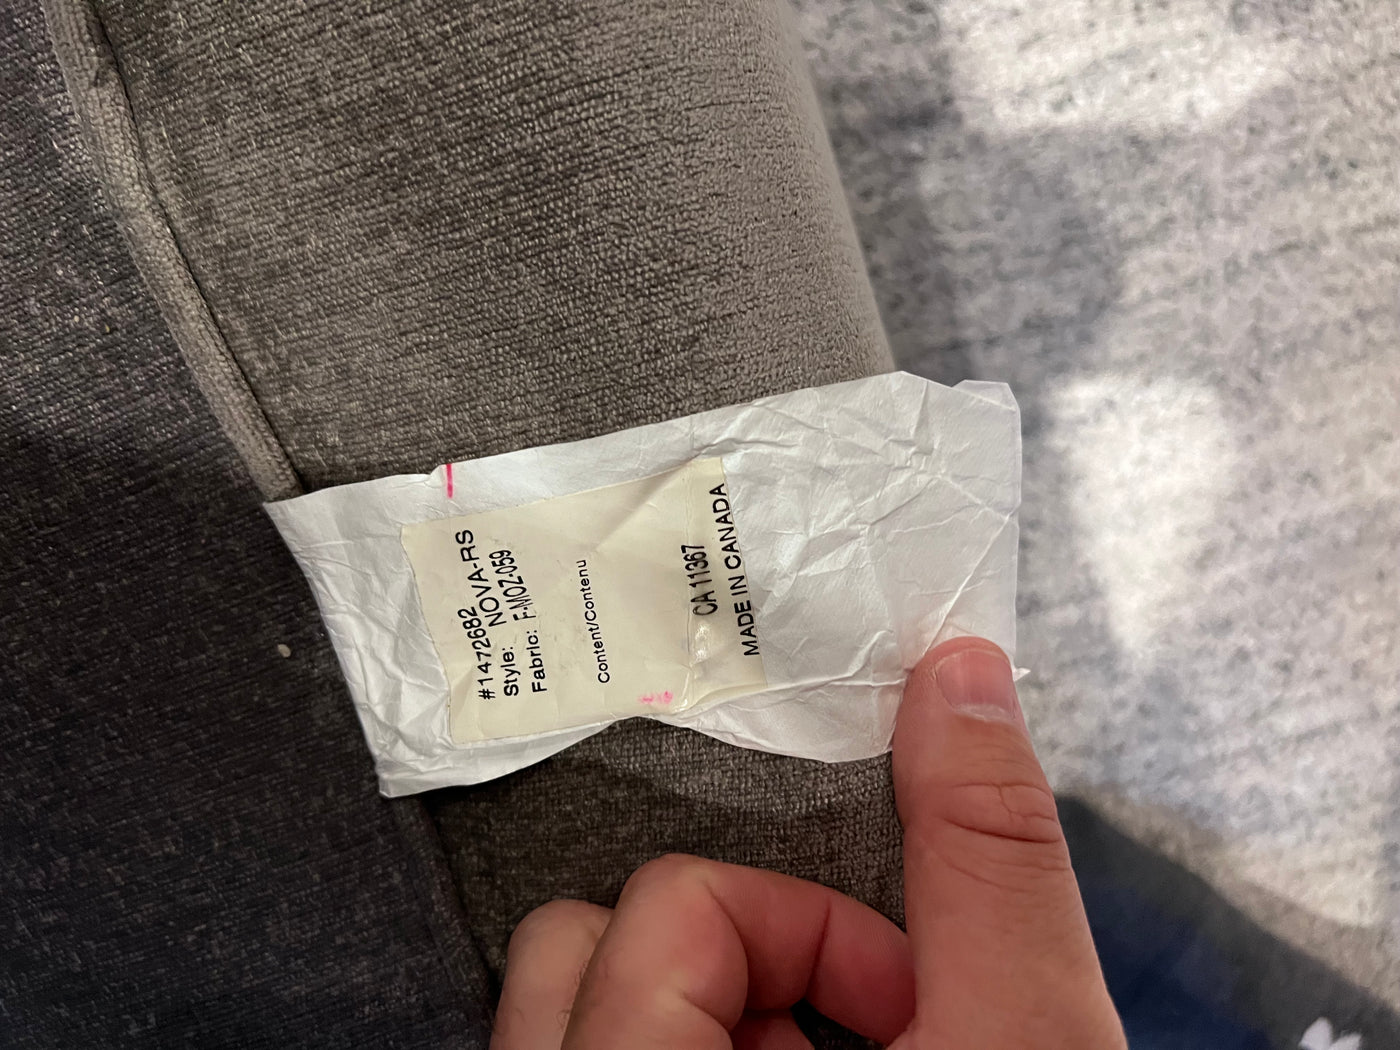 #1472682
Style: NOVA-RS
Fabric: F.MOZ.059
Content/Contenu
CA 11367
MADE IN CANADA